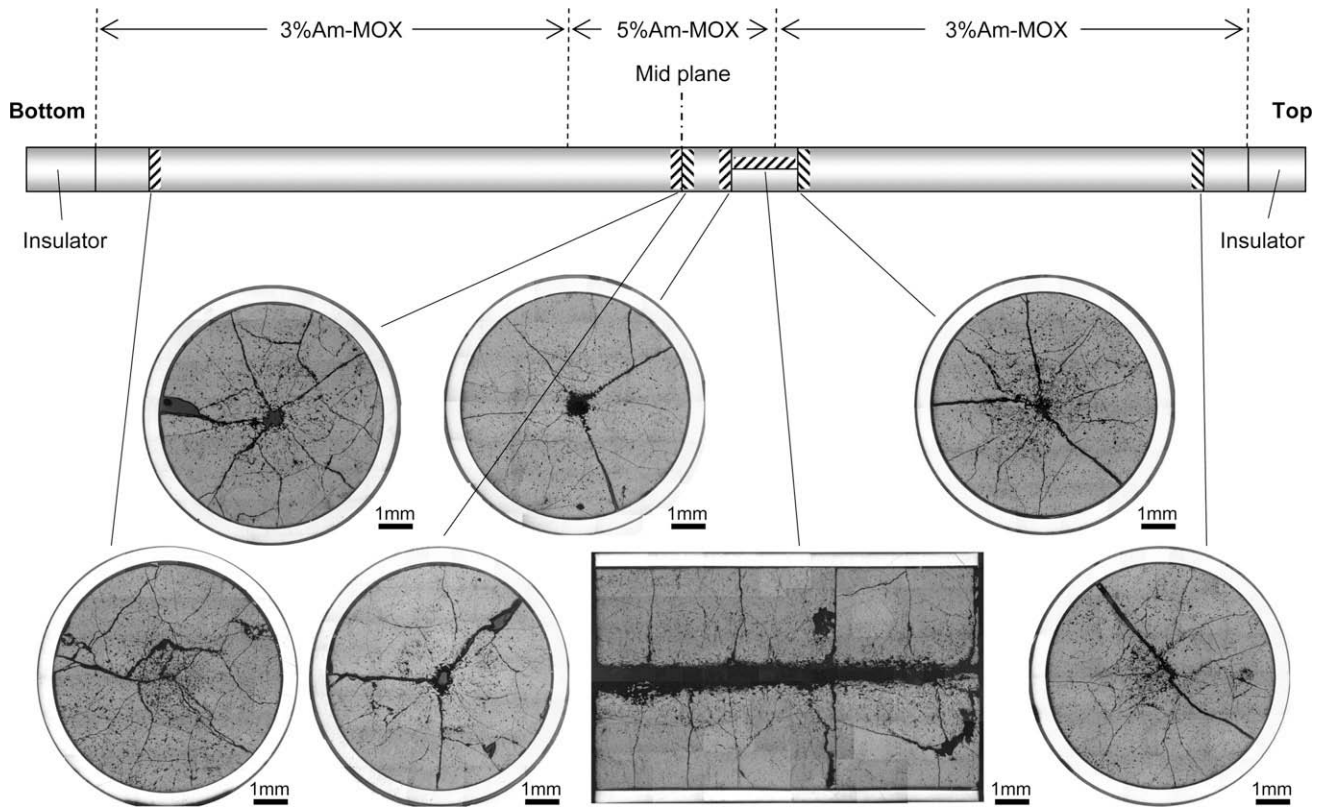 3%Am-MOX
5%Am-MOX
3%Am-MOX
Mid plane
Bottom
Top
Insulator
Insulator
1mm
1mm
1mm
1mm
1mm
1mm
1mm